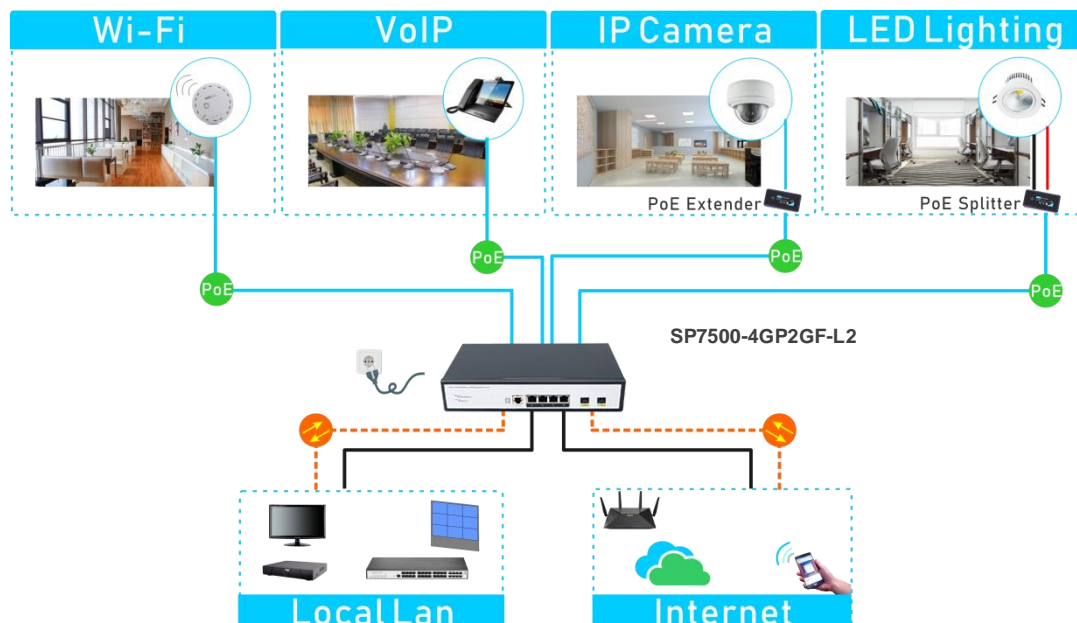 Wi-Fi
VoIP
IP Camera
LED Lighting
PoE Extender
PoE Splitter
PoE
PoE
PoE
PoE
SP7500-4GP2GF-L2
Local Lan
Internet